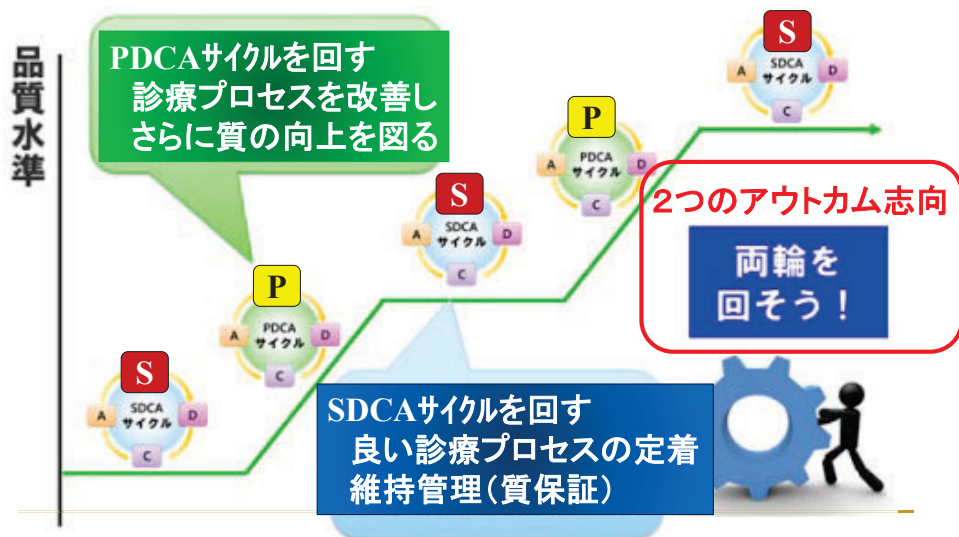 品質水準
PDCAサイクルを回す
診療プロセスを改善し
さらに質の向上を図る
S
SDCA
サイクル
A
D
C
P
PDCA
サイクル
A
D
C
S
SDCA
サイクル
A
D
C
P
PDCA
サイクル
A
D
C
S
SDCA
サイクル
A
D
C
2つのアウトカム志向
両輪を
回そう！
SDCAサイクルを回す
良い診療プロセスの定着
維持管理（質保証）